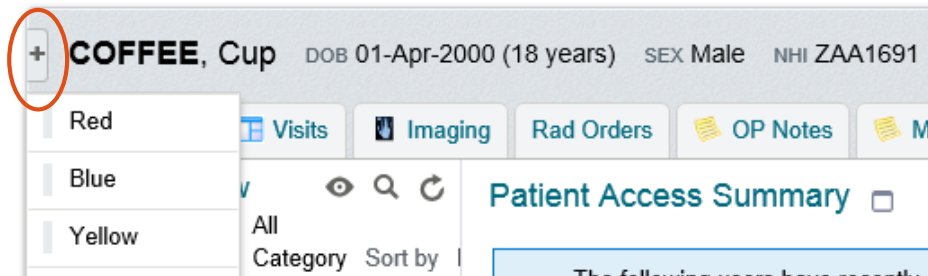 + COFFEE, Cup DOB 01-Apr-2000 (18 years) SEX Male NHI ZAA1691
Red
Blue
Yellow
Visits Imaging Rad Orders OP Notes M
All
Category Sort by
Patient Access Summary
The following users have recently